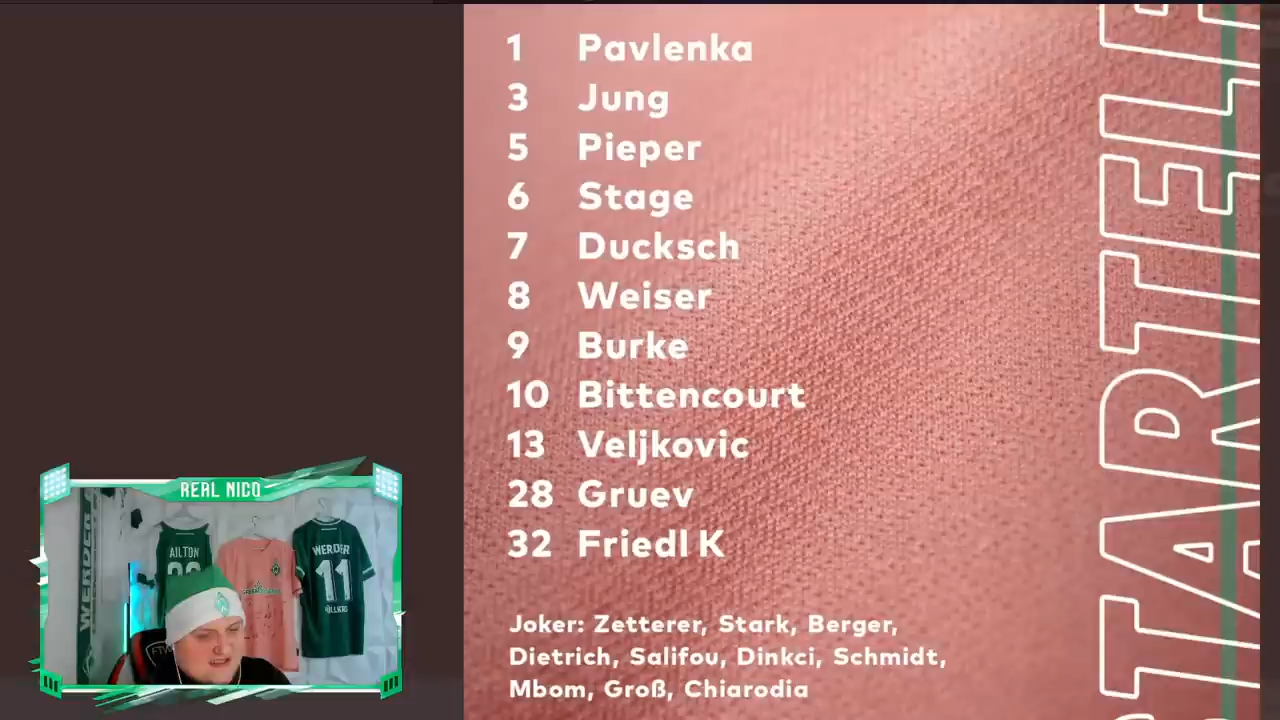 1 Pavlenka
3 Jung
5 Pieper
6 Stage
7 Ducksch
8 Weiser
9 Burke
10 Bittencourt
13 Veljkovic
28 Gruev
32 Friedl K
Joker: Zetterer, Stark, Berger,
Dietrich, Salifou, Dinkci, Schmidt,
Mbom, Groß, Chiarodia
REAL NICO
WERDER
AILTON
WERDER
11